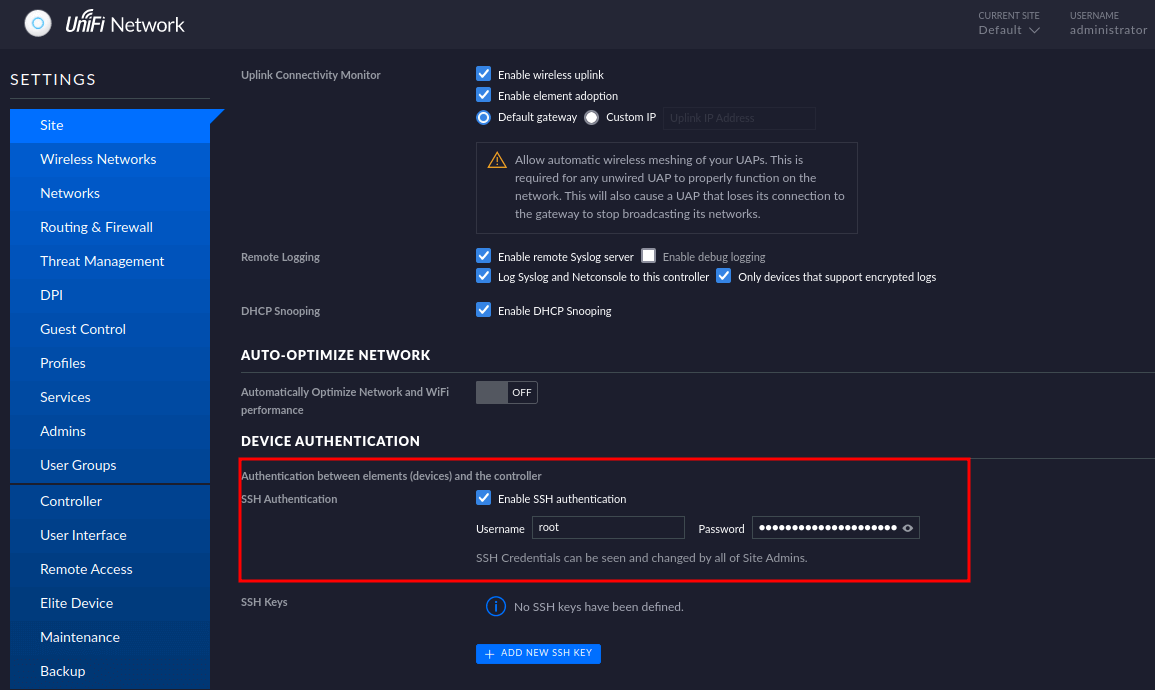 UniFi Network
CURRENT SITE
Default
USERNAME
administrator
SETTINGS
Site
Wireless Networks
Networks
Routing & Firewall
Threat Management
DPI
Guest Control
Profiles
Services
Admins
User Groups
Controller
User Interface
Remote Access
Elite Device
Maintenance
Backup
Uplink Connectivity Monitor
Enable wireless uplink
Enable element adoption
Default gateway Custom IP Uplink IP Address
Allow automatic wireless meshing of your UAPs. This is
required for any unwired UAP to properly function on the
network. This will also cause a UAP that loses its connection to
the gateway to stop broadcasting its networks.
Remote Logging
Enable remote Syslog server Enable debug logging
Log Syslog and Netconsole to this controller Only devices that support encrypted logs
DHCP Snooping
Enable DHCP Snooping
AUTO-OPTIMIZE NETWORK
Automatically Optimize Network and WiFi
performance
OFF
DEVICE AUTHENTICATION
Authentication between elements (devices) and the controller
SSH Authentication
Enable SSH authentication
Username root Password
SSH Credentials can be seen and changed by all of Site Admins.
SSH Keys
No SSH keys have been defined.
ADD NEW SSH KEY